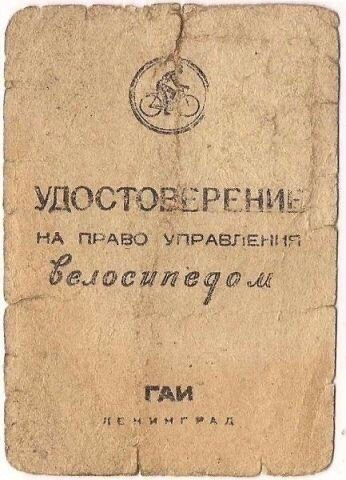 УДОСТОВЕРЕНИЕ
НА ПРАВО УПРАВЛЕНИЯ
велосипедом
ГАИ
ЛЕНИНГРАД